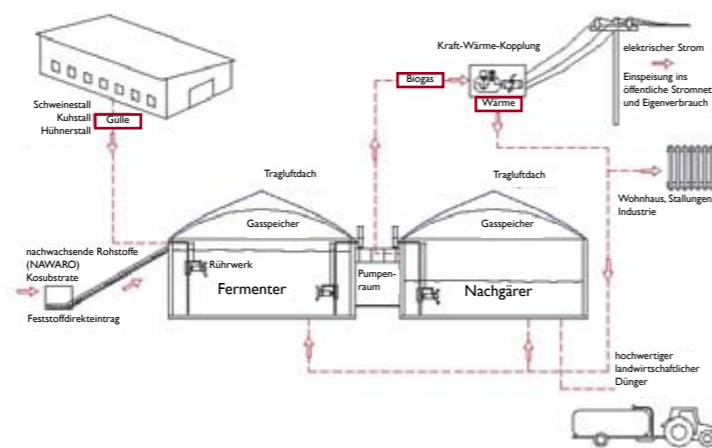 Kraft-Wärme-Kopplung
elektrischer Strom
Einspeisung ins
öffentliche Stromnet
und Eigenverbrauch
Biogas
Wärme
Schweinestall
Kuhstall
Hühnerstall
Gülle
Wohnhaus, Stallungen,
Industrie
Tragluftdach
Tragluftdach
Gasspeicher
Gasspeicher
nachwachsende Rohstoffe
(NAWARO)
Kosubstrate
Feststoffdirekteintrag
Rührwerk
Fermenter
Pumpen-
raum
Nachgärer
hochwertiger
landwirtschaftlicher
Dünger